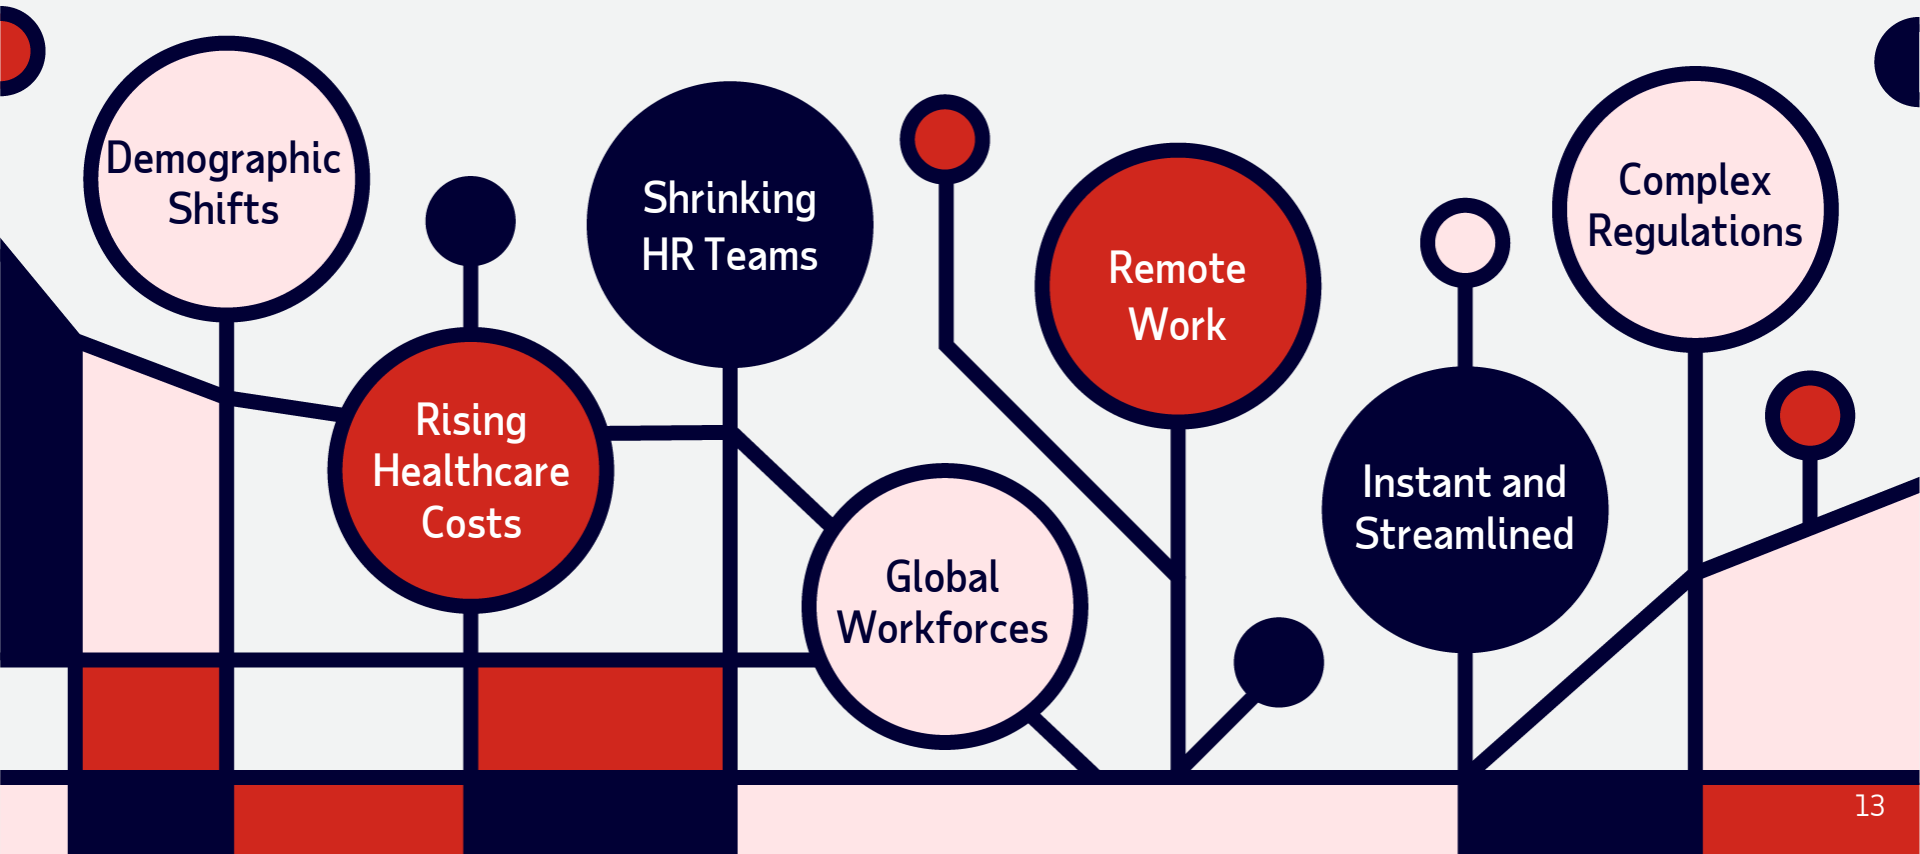 Demographic
Shifts
Rising
Healthcare
Costs
Shrinking
HR Teams
Global
Workforces
Remote
Work
Instant and
Streamlined
Complex
Regulations
13